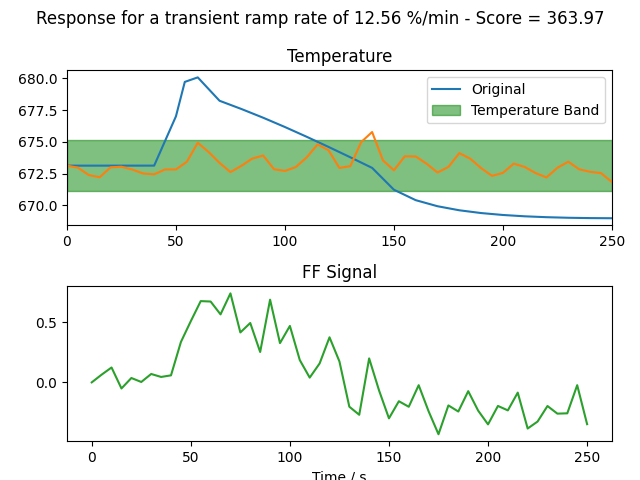 Response for a transient ramp rate of 12.56 %/min - Score = 363.97
Temperature
680.0
677.5
675.0
672.5
670.0
Original
Temperature Band
0 50 100 150 200 250
FF Signal
0.5
0.0
0 50 100 150 200 250
Time / s